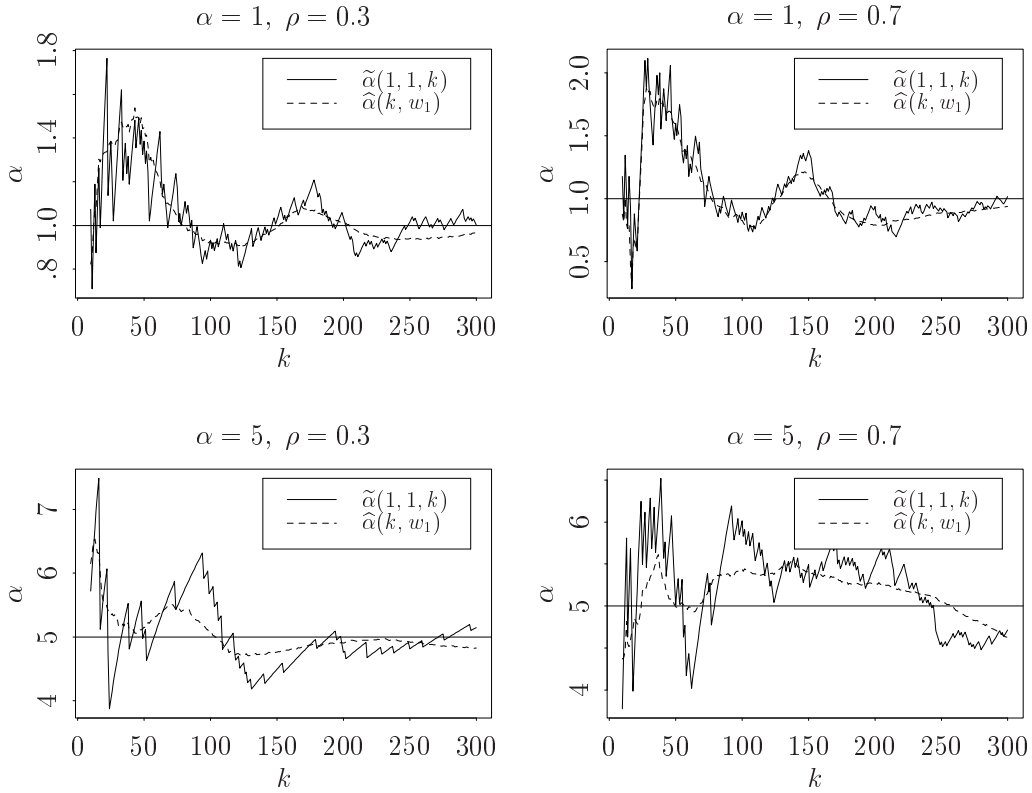 α = 1, ρ = 0.3
α̃(1, 1, k)
α̂(k, w₁)
α
1.8
1.4
1.0
.8
0 50 100 150 200 250 300
k
α = 1, ρ = 0.7
α̃(1, 1, k)
α̂(k, w₁)
α
2.0
1.5
1.0
0.5
0 50 100 150 200 250 300
k
α = 5, ρ = 0.3
α̃(1, 1, k)
α̂(k, w₁)
α
7
6
5
4
0 50 100 150 200 250 300
k
α = 5, ρ = 0.7
α̃(1, 1, k)
α̂(k, w₁)
α
6
5
4
0 50 100 150 200 250 300
k